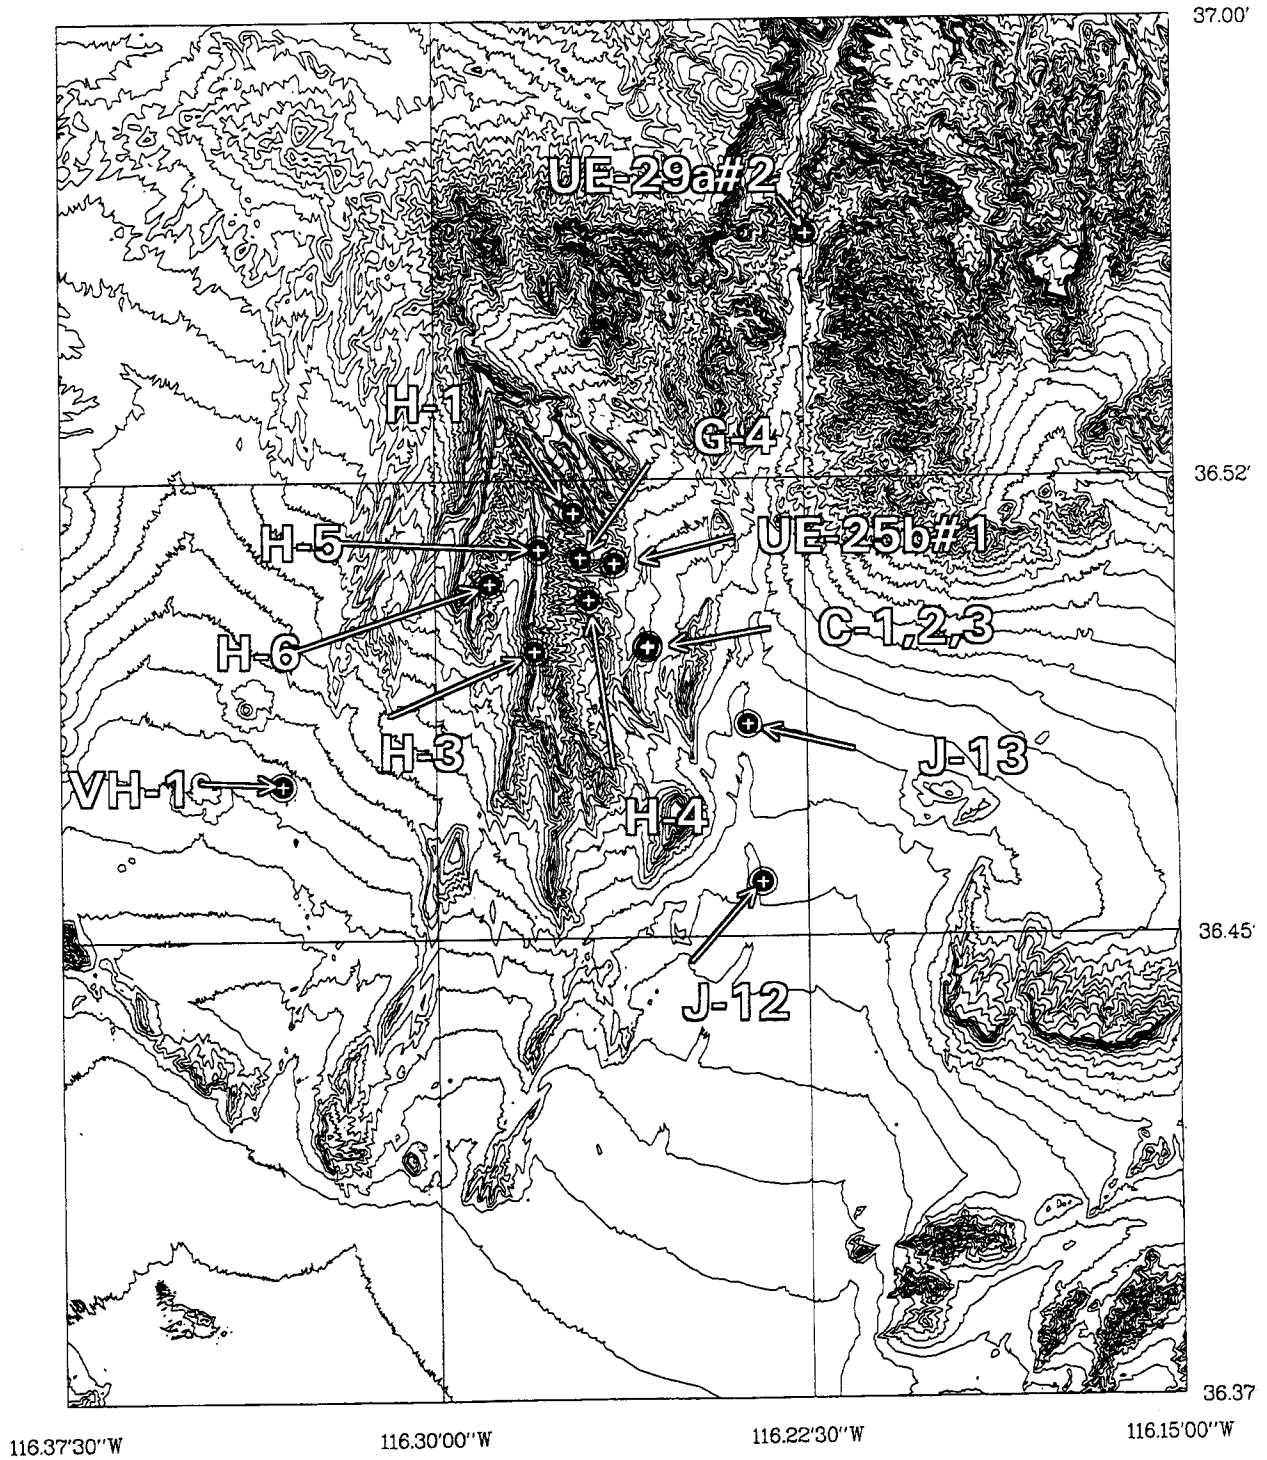 37.00'
UE-29a#2
H-1
G-4
36.52'
H-5
UE-25b#1
C-1,2,3
H-6
H-3
J-13
VH-1
H-4
36.45'
J-12
36.37
116.37'30"W
116.30'00"W
116.22'30"W
116.15'00"W